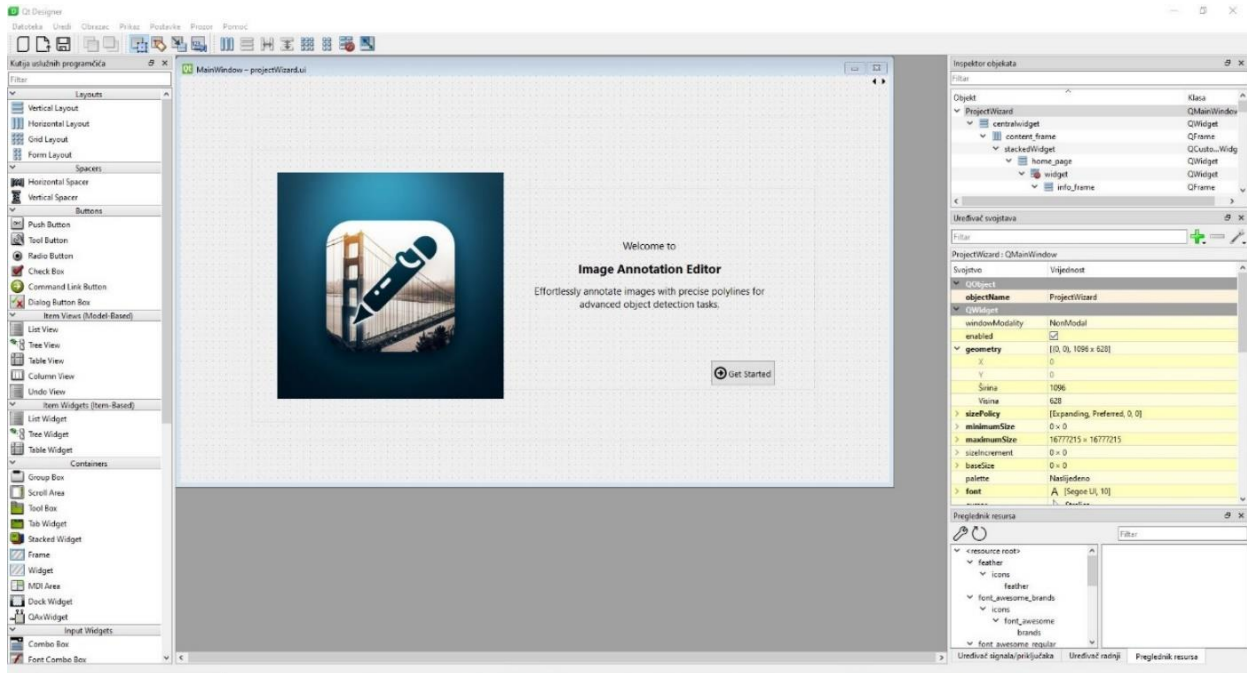 Qt Designer
Datoteka Uredi Obrazec Prikaz Postavke Prozor Pomoć
Kutija uslužnih programčića
Filtar
Layouts
Vertical Layout
Horizontal Layout
Grid Layout
Form Layout
Spacers
Horizontal Spacer
Vertical Spacer
Buttons
Push Button
Tool Button
Radio Button
Check Box
Command Link Button
Dialog Button Box
Item Views (Model-Based)
List View
Tree View
Table View
Column View
Undo View
Item Widgets (Item-Based)
List Widget
Tree Widget
Table Widget
Containers
Group Box
Scroll Area
Tool Box
Tab Widget
Stacked Widget
Frame
Widget
MDI Area
Dock Widget
QAxWidget
Input Widgets
Combo Box
Font Combo Box
MainWindow – projectWizard.ui
Welcome to
Image Annotation Editor
Effortlessly annotate images with precise polylines for
advanced object detection tasks.
Get Started
Inspektor objekata
Filtar
Objekt Klasa
ProjectWizard QMainWindow
centralwidget QWidget
content_frame QFrame
stackedWidget QCusto...Widg
home_page QWidget
widget QWidget
info_frame QFrame
Uređivač svojstava
Filtar
ProjectWizard : QMainWindow
Svojstvo Vrijednost
QObject
objectName ProjectWizard
QWidget
windowModality NonModal
enabled
geometry [(0, 0), 1096 x 628]
X 0
Y 0
Širina 1096
Visina 628
sizePolicy [Expanding, Preferred, 0, 0]
minimumSize 0 × 0
maximumSize 16777215 × 16777215
sizeIncrement 0 × 0
baseSize 0 × 0
palette Naslijeđeno
font A [Segoe UI, 10]
Preglednik resursa
Filtar
<resource root>
feather
icons
feather
font_awesome_brands
icons
font_awesome
brands
font_awesome_regular
Uređivač signala/priključaka Uređivač radnji Preglednik resursa